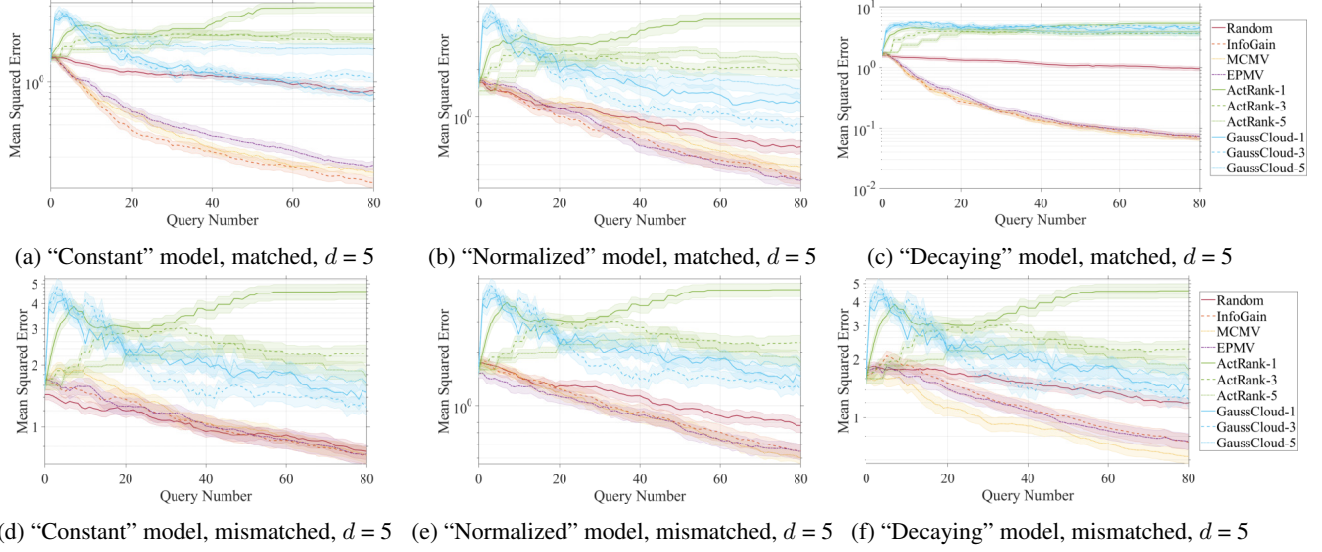 Mean Squared Error
10^0
0 20 40 60 80
Query Number
(a) “Constant” model, matched, d = 5
Mean Squared Error
10^0
0 20 40 60 80
Query Number
(b) “Normalized” model, matched, d = 5
Mean Squared Error
10^1
10^0
10^-1
10^-2
0 20 40 60 80
Query Number
(c) “Decaying” model, matched, d = 5
Random
InfoGain
MCMV
EPMV
ActRank-1
ActRank-3
ActRank-5
GaussCloud-1
GaussCloud-3
GaussCloud-5
Mean Squared Error
5
4
3
2
1
0 20 40 60 80
Query Number
(d) “Constant” model, mismatched, d = 5
Mean Squared Error
10^0
0 20 40 60 80
Query Number
(e) “Normalized” model, mismatched, d = 5
Mean Squared Error
5
4
3
2
1
0 20 40 60 80
Query Number
(f) “Decaying” model, mismatched, d = 5
Random
InfoGain
MCMV
EPMV
ActRank-1
ActRank-3
ActRank-5
GaussCloud-1
GaussCloud-3
GaussCloud-5